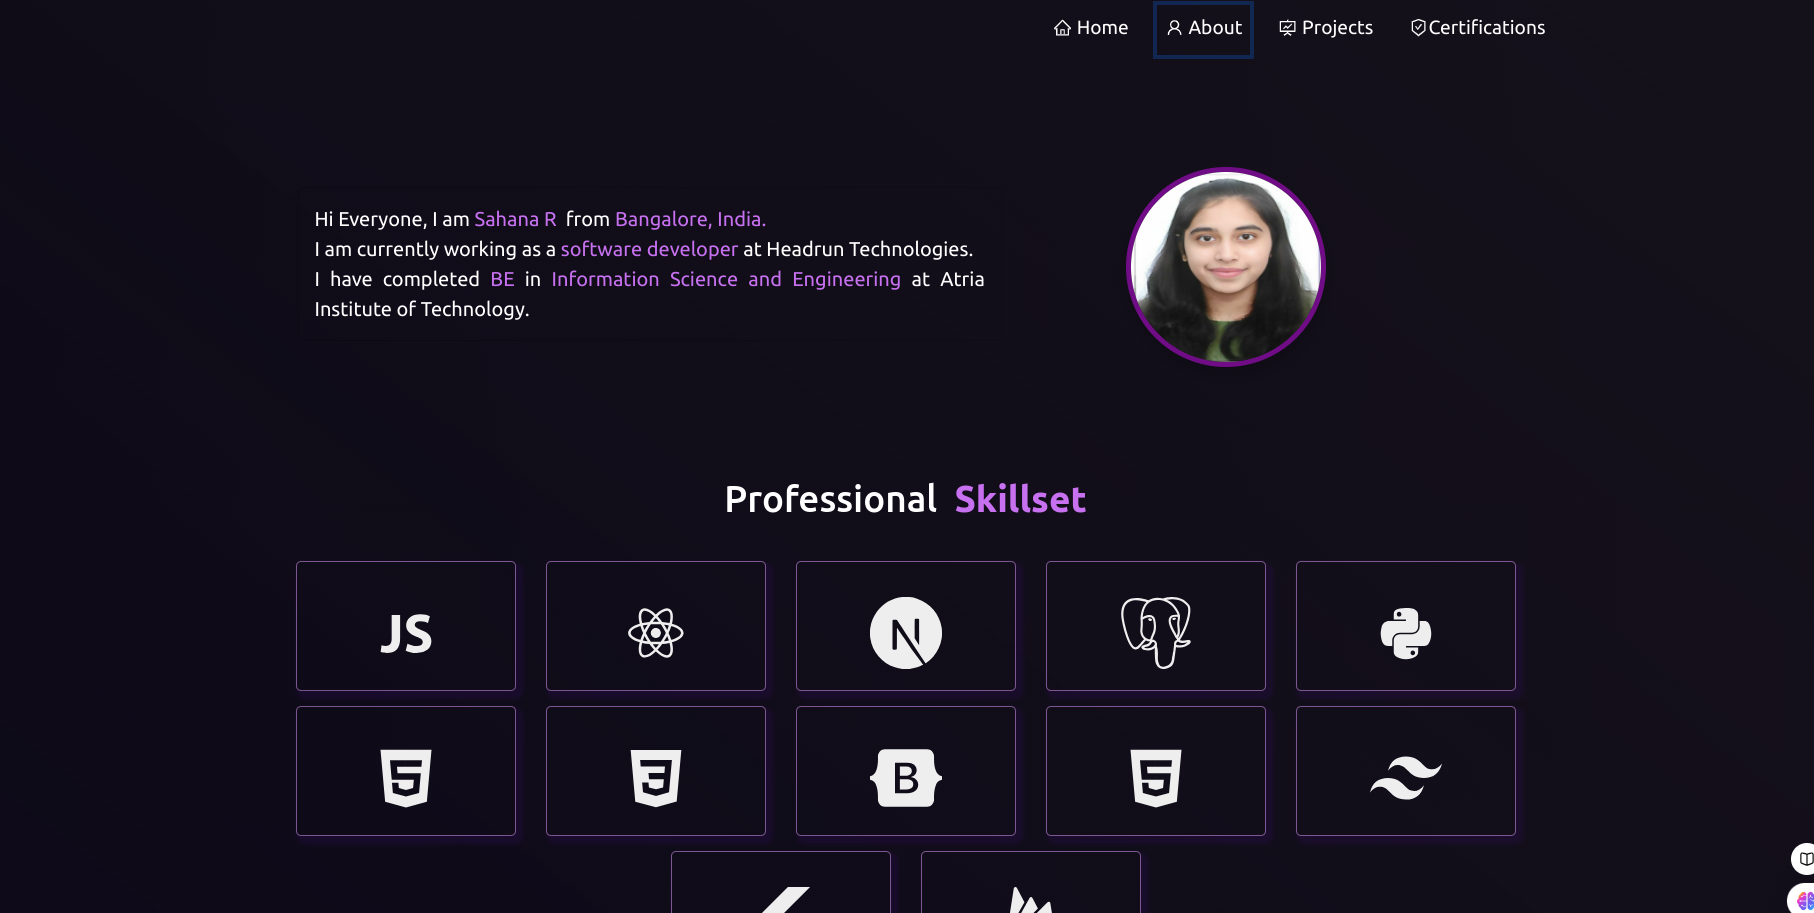 Home About Projects Certifications
Hi Everyone, I am Sahana R from Bangalore, India.
I am currently working as a software developer at Headrun Technologies.
I have completed BE in Information Science and Engineering at Atria
Institute of Technology.
Professional Skillset
JS
N
5 3 B 5